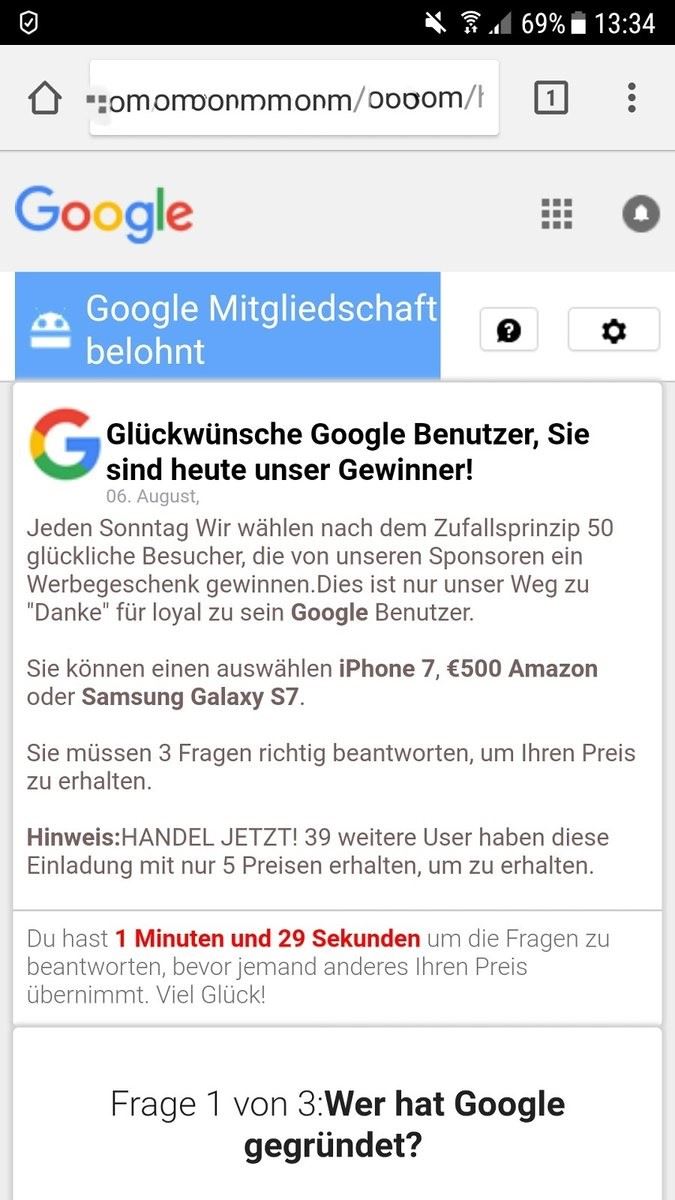 69% 13:34
1
Google
Google Mitgliedschaft
belohnt
Glückwünsche Google Benutzer, Sie
sind heute unser Gewinner!
06. August,
Jeden Sonntag Wir wählen nach dem Zufallsprinzip 50
glückliche Besucher, die von unseren Sponsoren ein
Werbegeschenk gewinnen.Dies ist nur unser Weg zu
"Danke" für loyal zu sein Google Benutzer.
Sie können einen auswählen iPhone 7, €500 Amazon
oder Samsung Galaxy S7.
Sie müssen 3 Fragen richtig beantworten, um Ihren Preis
zu erhalten.
Hinweis:HANDEL JETZT! 39 weitere User haben diese
Einladung mit nur 5 Preisen erhalten, um zu erhalten.
Du hast 1 Minuten und 29 Sekunden um die Fragen zu
beantworten, bevor jemand anderes Ihren Preis
übernimmt. Viel Glück!
Frage 1 von 3:Wer hat Google
gegründet?